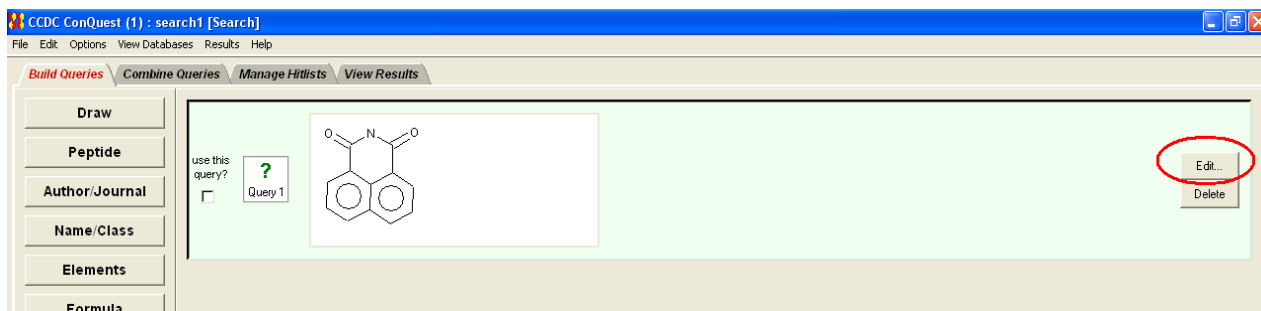 CCDC ConQuest (1) : search1 [Search]
File Edit Options View Databases Results Help
Build Queries Combine Queries Manage Hitlists View Results
Draw
Peptide
Author/Journal
Name/Class
Elements
Formula
use this
query?
?
Query 1
O N O
Edit...
Delete